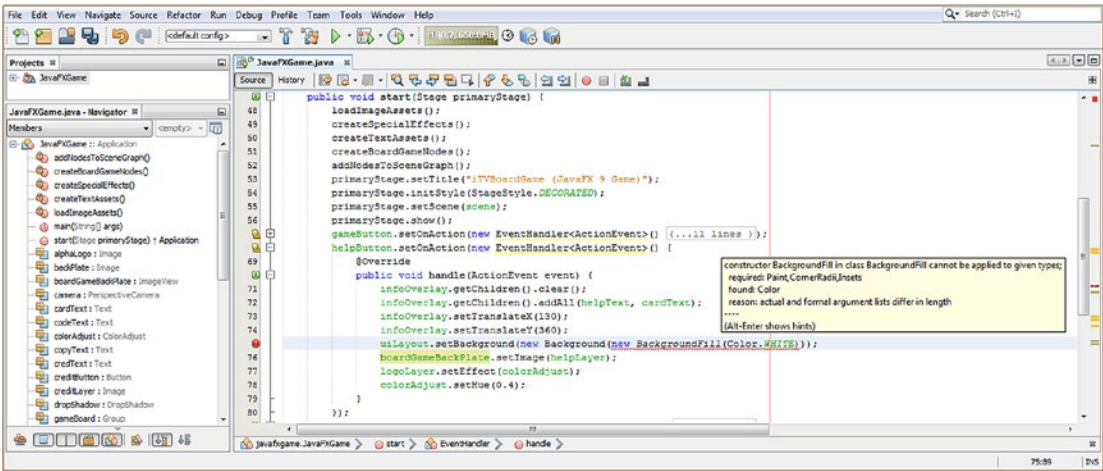 File Edit View Navigate Source Refactor Run Debug Profile Team Tools Window Help
Search (Ctrl+I)
<default config>
Projects
JavaFXGame
JavaFXGame.java - Navigator
Members
<empty>
JavaFXGame :: Application
addNodesToSceneGraph()
createBoardGameNodes()
createSpecialEffects()
createTextAssets()
loadImageAssets()
main(String[] args)
start(Stage primaryStage) ↑ Application
alphaLogo : Image
backPlate : Image
boardGameBackPlate : ImageView
camera : PerspectiveCamera
cardText : Text
codeText : Text
colorAdjust : ColorAdjust
copyText : Text
credText : Text
creditButton : Button
creditLayer : Image
dropShadow : DropShadow
gameBoard : Group
JavaFXGame.java
Source History
public void start(Stage primaryStage) {
48 loadImageAssets();
49 createSpecialEffects();
50 createTextAssets();
51 createBoardGameNodes();
52 addNodesToSceneGraph();
53 primaryStage.setTitle("iTVBoardGame (JavaFX 9 Game)");
54 primaryStage.initStyle(StageStyle.DECORATED);
55 primaryStage.setScene(scene);
56 primaryStage.show();
gameButton.setOnAction(new EventHandler<ActionEvent>() {...11 lines });
helpButton.setOnAction(new EventHandler<ActionEvent>() {
69 @Override
public void handle(ActionEvent event) {
71 infoOverlay.getChildren().clear();
72 infoOverlay.getChildren().addAll(helpText, cardText);
73 infoOverlay.setTranslateX(130);
74 infoOverlay.setTranslateY(360);
uiLayout.setBackground(new Background(new BackgroundFill(Color.WHITE)));
76 boardGameBackPlate.setImage(helpLayer);
77 logoLayer.setEffect(colorAdjust);
78 colorAdjust.setHue(0.4);
79 }
80 });
constructor BackgroundFill in class BackgroundFill cannot be applied to given types;
required: Paint,CornerRadii,Insets
found: Color
reason: actual and formal argument lists differ in length
----
(Alt-Enter shows hints)
javafxgame.JavaFXGame
start
EventHandler
handle
75:89
INS